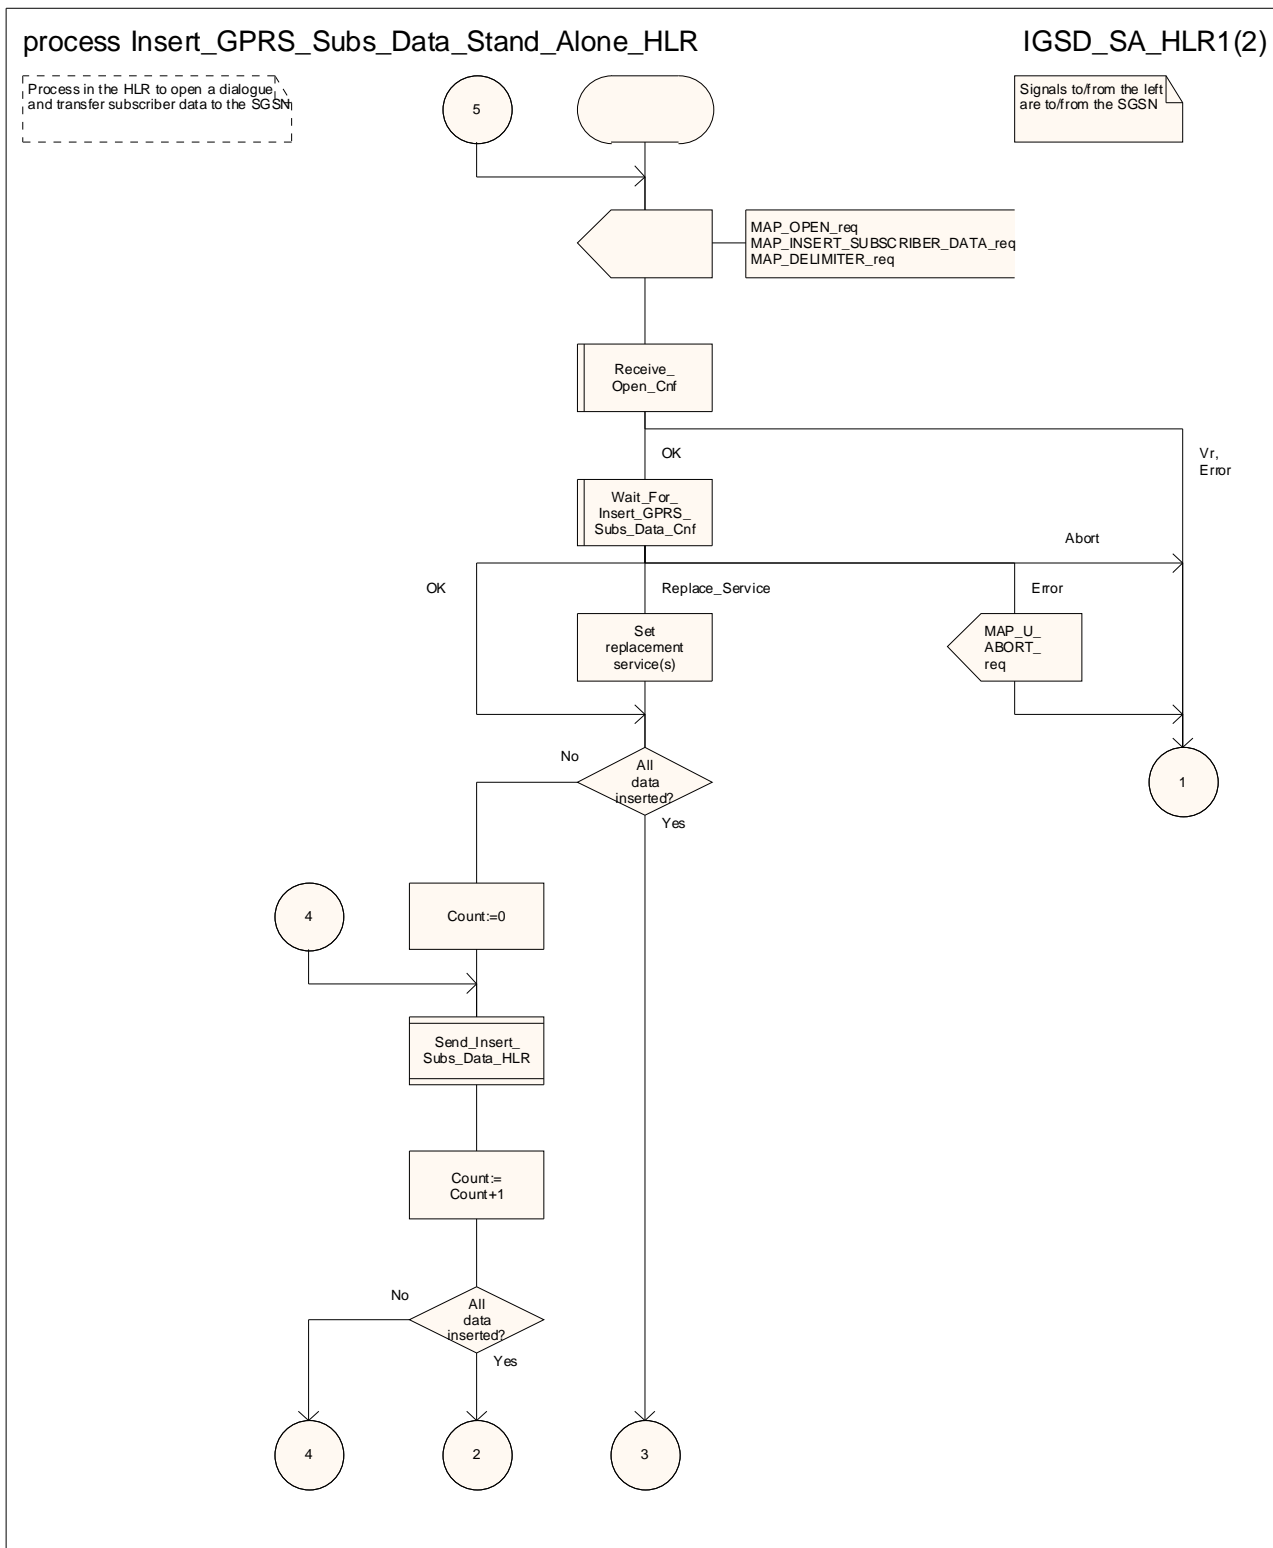 process Insert_GPRS_Subs_Data_Stand_Alone_HLR
IGSD_SA_HLR1(2)
Process in the HLR to open a dialogue
and transfer subscriber data to the SGSN
5
Signals to/from the left
are to/from the SGSN
MAP_OPEN_req
MAP_INSERT_SUBSCRIBER_DATA_req
MAP_DELIMITER_req
Receive_
Open_Cnf
OK
Vr,
Error
Wait_For_
Insert_GPRS_
Subs_Data_Cnf
Abort
OK
Replace_Service
Error
Set
replacement
service(s)
MAP_U_
ABORT_
req
No
All
data
inserted?
Yes
1
4
Count:=0
Send_Insert_
Subs_Data_HLR
Count:=
Count+1
No
All
data
inserted?
Yes
4
2
3